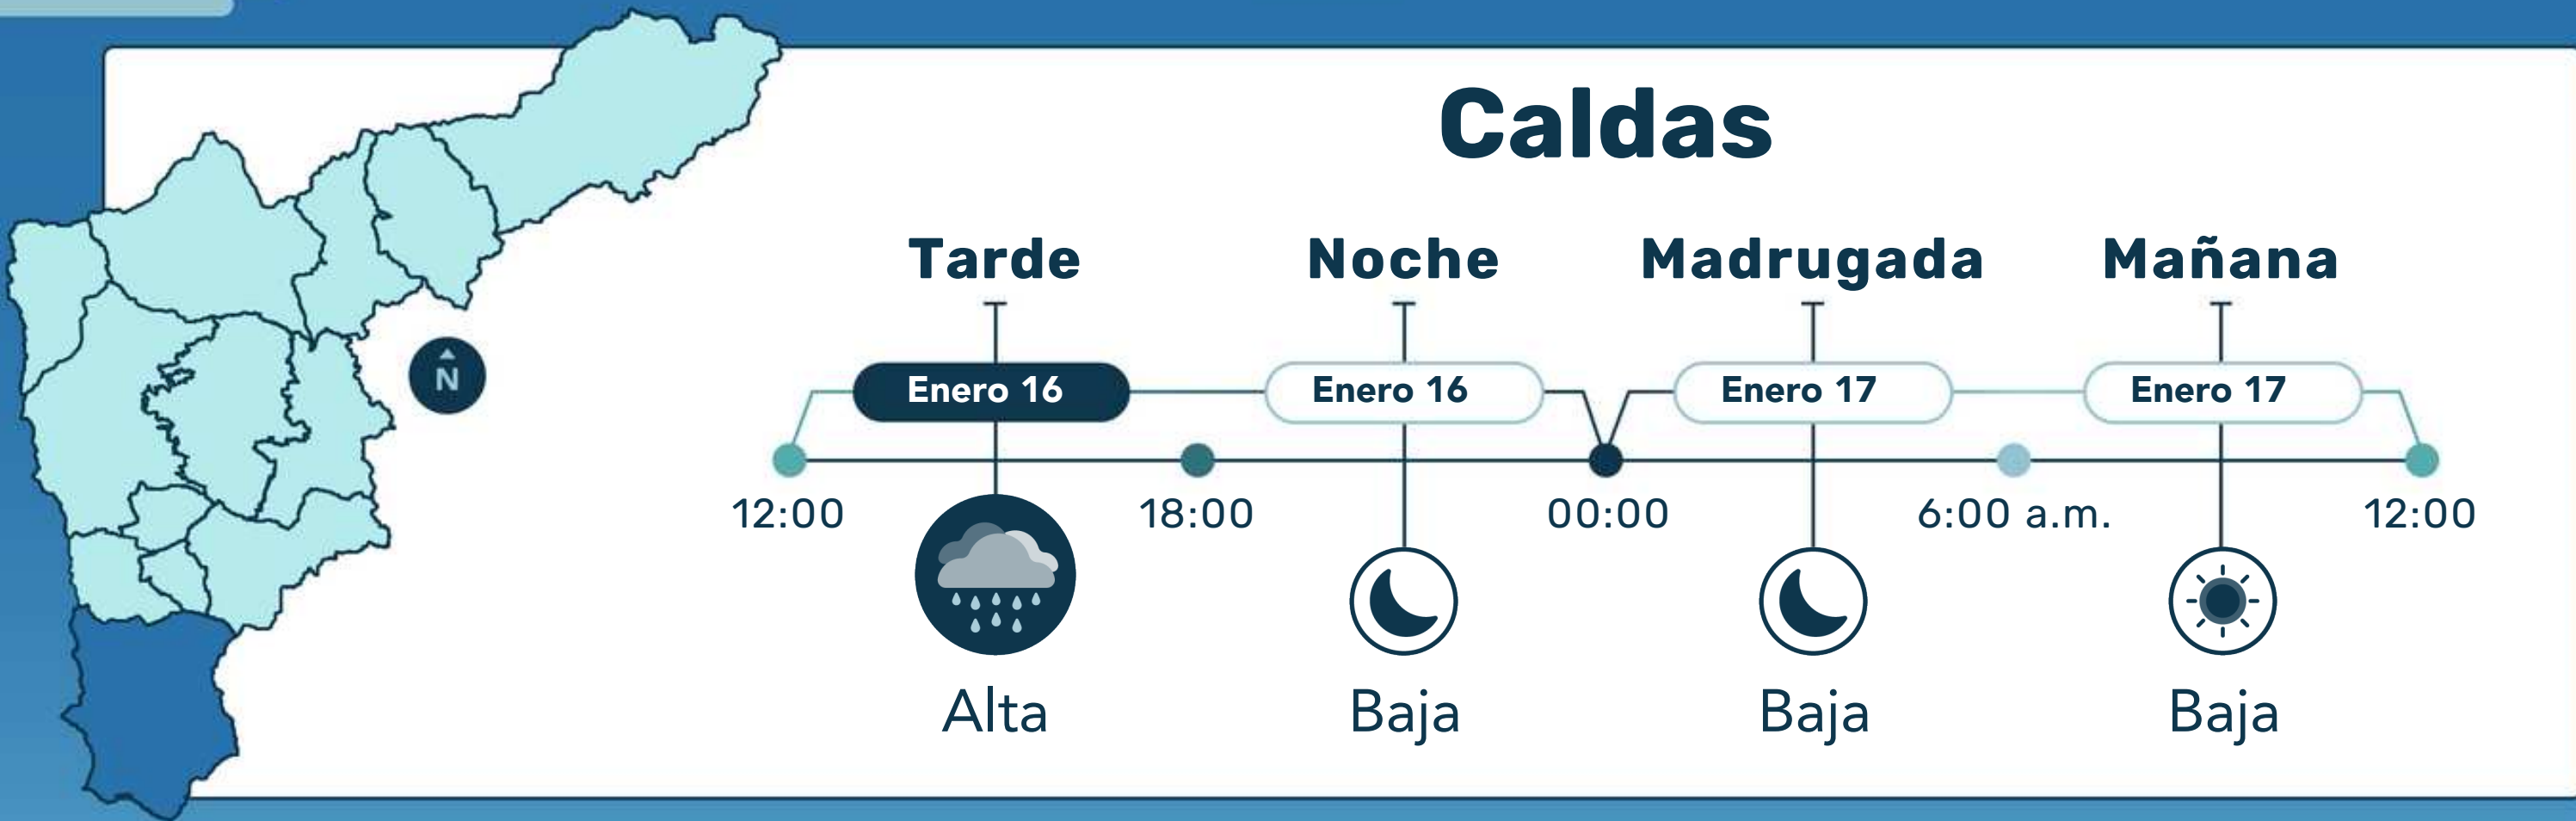 Caldas
Tarde Noche Madrugada Mañana
Enero 16 Enero 16 Enero 17 Enero 17
12:00 18:00 00:00 6:00 a.m. 12:00
N
Alta Baja Baja Baja